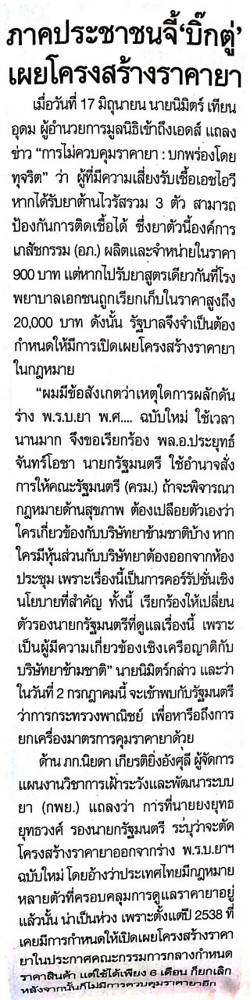 ภาคประชาชนจี้‘บิ๊กตู่’
เผยโครงสร้างราคายา
เมื่อวันที่ 17 มิถุนายน นายนิมิตร์ เทียน
อุดม ผู้อำนวยการมูลนิธิเข้าถึงเอดส์ แถลง
ข่าว “การไม่ควบคุมราคายา : บกพร่องโดย
ทุจริต” ว่า ผู้ที่มีความเสี่ยงรับเชื้อเอชไอวี
หากได้รับยาต้านไวรัสรวม 3 ตัว สามารถ
ป้องกันการติดเชื้อได้ ซึ่งยาตัวนี้องค์การ
เภสัชกรรม (อภ.) ผลิตและจำหน่ายในราคา
900 บาท แต่หากไปรับยาสูตรเดียวกันที่โรง
พยาบาลเอกชนถูกเรียกเก็บในราคาสูงถึง
20,000 บาท ดังนั้น รัฐบาลจึงจำเป็นต้อง
กำหนดให้มีการเปิดเผยโครงสร้างราคายา
ในกฎหมาย
“ผมมีข้อสังเกตว่าเหตุใดการผลักดัน
ร่าง พ.ร.บ.ยา พ.ศ.... ฉบับใหม่ ใช้เวลา
นานมาก จึงขอเรียกร้อง พล.อ.ประยุทธ์
จันทร์โอชา นายกรัฐมนตรี ใช้อำนาจสั่ง
การให้คณะรัฐมนตรี (ครม.) ถ้าจะพิจารณา
กฎหมายด้านสุขภาพ ต้องเปลือยตัวเองว่า
ใครเกี่ยวข้องกับบริษัทยาข้ามชาติบ้าง หาก
ใครมีหุ้นส่วนกับบริษัทยาต้องออกจากห้อง
ประชุม เพราะเรื่องนี้เป็นการคอร์รัปชั่นเชิง
นโยบายที่สำคัญ ทั้งนี้ เรียกร้องให้เปลี่ยน
ตัวรองนายกรัฐมนตรีที่ดูแลเรื่องนี้ เพราะ
เป็นผู้มีความเกี่ยวข้องเชิงเครือญาติกับ
บริษัทยาข้ามชาติ” นายนิมิตร์กล่าว และว่า
ในวันที่ 2 กรกฎาคมนี้ จะเข้าพบกับรัฐมนตรี
ว่าการกระทรวงพาณิชย์ เพื่อหารือถึงการ
ยกเครื่องมาตรการคุมราคายาด้วย
ด้าน ภก.นิยดา เกียรติยิ่งอังศุลี ผู้จัดการ
แผนงานวิชาการเฝ้าระวังและพัฒนาระบบ
ยา (กพย.) แถลงว่า การที่นายยงยุทธ
ยุทธวงศ์ รองนายกรัฐมนตรี ระบุว่าจะตัด
โครงสร้างราคายาออกจากร่าง พ.ร.บ.ยาฯ
ฉบับใหม่ โดยอ้างว่าประเทศไทยมีกฎหมาย
หลายตัวที่ครอบคลุมการดูแลราคายาอยู่
แล้วนั้น น่าเป็นห่วง เพราะตั้งแต่ปี 2538 ที่
เคยมีการกำหนดให้เปิดเผยโครงสร้างราคา
ยาในประกาศคณะกรรมการกลางกำหนด
ราคาสินค้า แต่ใช้ได้เพียง 6 เดือน ก็ยกเลิก
หลังจากนั้นก็ไม่มีการควบคุมราคายาอีก